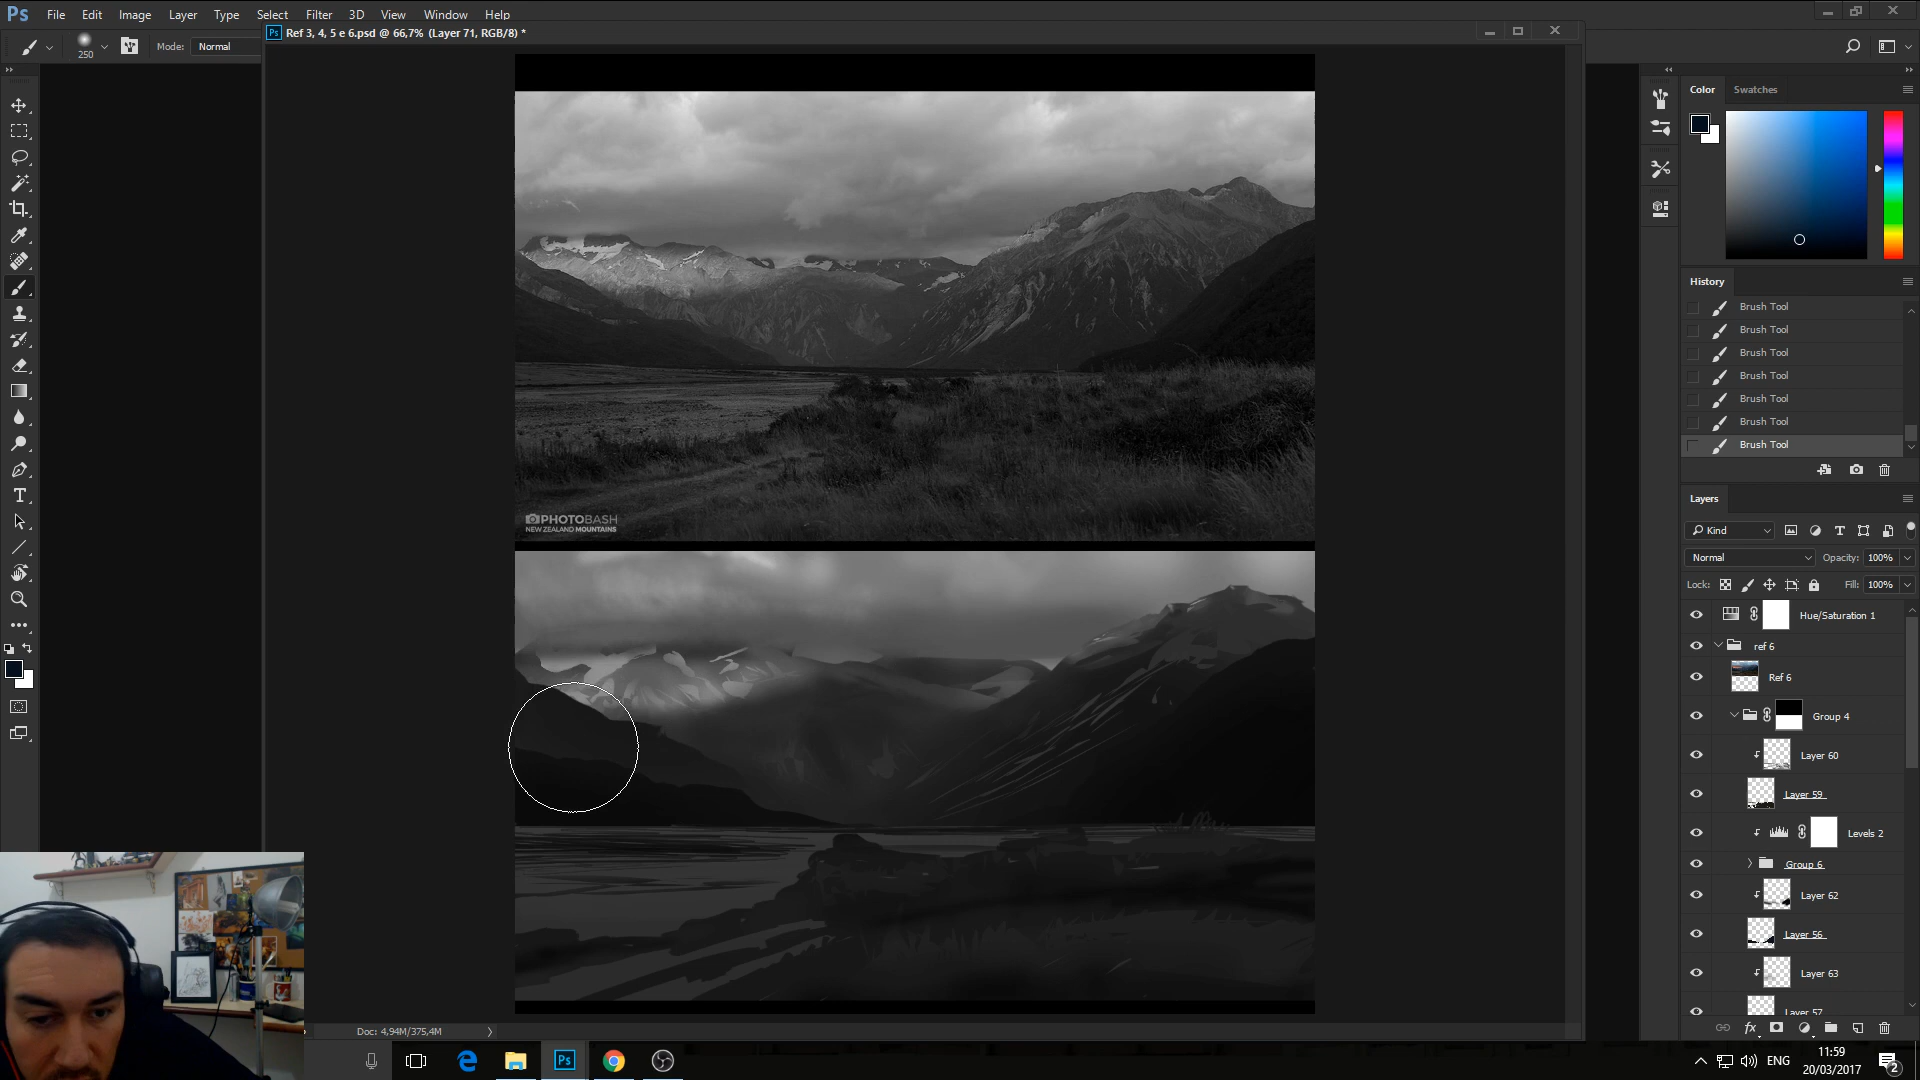 Ps File Edit Image Layer Type Select Filter 3D View Window Help
Ps Ref 3, 4, 5 e 6.psd @ 66,7% (Layer 71, RGB/8) *
250 Mode: Normal
Color Swatches
History
Brush Tool
Brush Tool
Brush Tool
Brush Tool
Brush Tool
Brush Tool
Brush Tool
Layers
Kind
Normal Opacity: 100%
Lock: Fill: 100%
Hue/Saturation 1
ref 6
Ref 6
Group 4
Layer 60
Layer 59
Levels 2
Group 6
Layer 62
Layer 56
Layer 63
Layer 57
PHOTOBASH
NEW ZEALAND MOUNTAINS
Doc: 4,94M/375,4M
Ps
ENG
11:59
20/03/2017
2